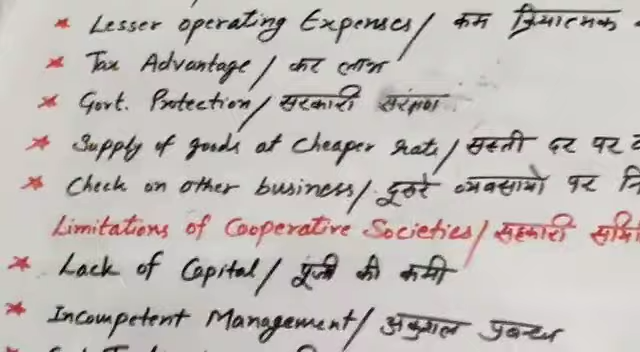 * Lesser operating Expenses / कम क्रियात्मक
* Tax Advantage / कर लाभ
* Govt. Protection / सरकारी संरक्षण
* Supply of goods at Cheaper rate / सस्ती दर पर
* Check on other business / दूसरे व्यवसायो पर
Limitations of Cooperative Societies / सहकारी
* Lack of Capital / पूंजी की कमी
* Incompetent Management / अकुशल प्रबन्धन